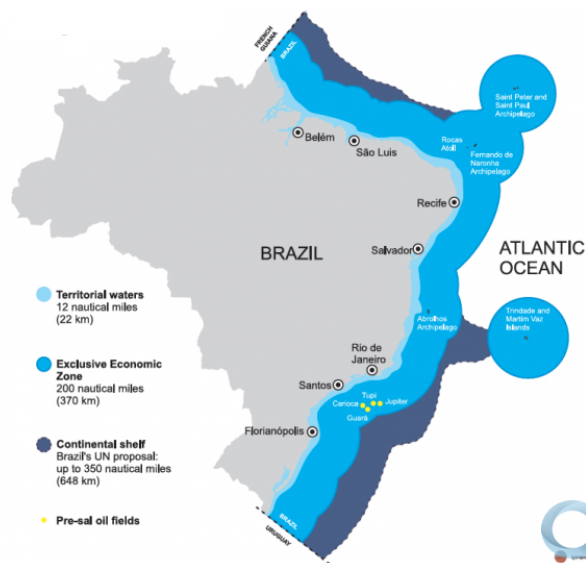 FRENCH
GUIANA
BRAZIL
Saint Peter and
Saint Paul
Archipelago
Belém
São Luis
Rocas
Atoll
Fernando de
Naronha
Archipelago
Recife
Salvador
BRAZIL
ATLANTIC
OCEAN
Territorial waters
12 nautical miles
(22 km)
Abrolhos
Archipelago
Trindade and
Martim Vaz
Islands
Exclusive Economic
Zone
200 nautical miles
(370 km)
Rio de
Janeiro
Santos
Tupi
Carioca
Jupiter
Guará
Florianópolis
Continental shelf
Brazil's UN proposal:
up to 350 nautical miles
(648 km)
Pre-sal oil fields
BRAZIL
URUGUAY